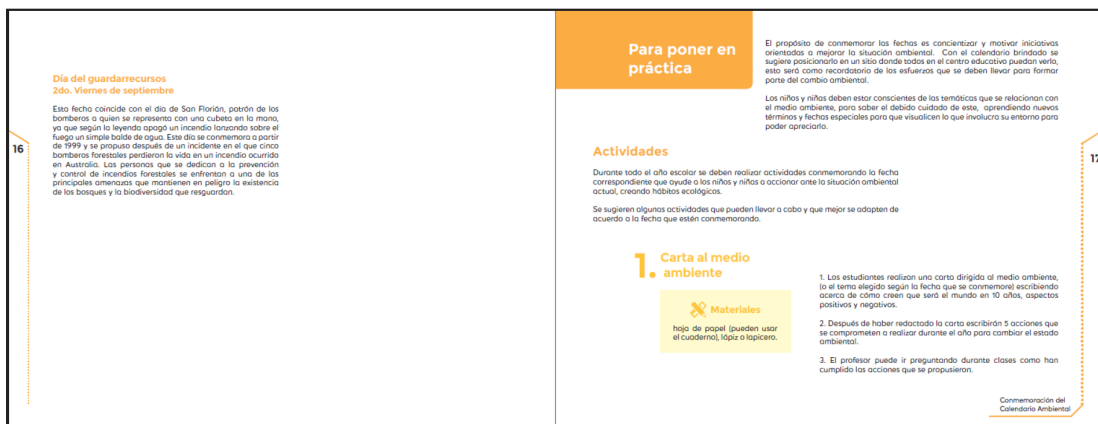 Día del guardarrecursos
2do. Viernes de septiembre
Esta fecha coincide con el día de San Florián, patrón de los
bomberos a quien se representa con una cubeta en la mano,
ya que según la leyenda apagó un incendio lanzando sobre el
fuego un simple balde de agua. Este día se conmemora a partir
de 1999 y se propuso después de un incidente en el que cinco
bomberos forestales perdieron la vida en un incendio ocurrido
en Australia. Las personas que se dedican a la prevención
y control de incendios forestales se enfrentan a una de las
principales amenazas que mantienen en peligro la existencia
de los bosques y la biodiversidad que resguardan.
16
Para poner en
práctica
El propósito de conmemorar las fechas es concientizar y motivar iniciativas
orientadas a mejorar la situación ambiental. Con el calendario brindado se
sugiere posicionarlo en un sitio donde todos en el centro educativo puedan verlo,
esto será como recordatorio de los esfuerzos que se deben llevar para formar
parte del cambio ambiental.
Los niños y niñas deben estar conscientes de las temáticas que se relacionan con
el medio ambiente, para saber el debido cuidado de este, aprendiendo nuevos
términos y fechas especiales para que visualicen lo que involucra su entorno para
poder apreciarlo.
Actividades
Durante todo el año escolar se deben realizar actividades conmemorando la fecha
correspondiente que ayude a los niños y niñas a accionar ante la situación ambiental
actual, creando hábitos ecológicos.
Se sugieren algunas actividades que pueden llevar a cabo y que mejor se adapten de
acuerdo a la fecha que estén conmemorando.
1. Carta al medio
ambiente
Materiales
hoja de papel (pueden usar
el cuaderno), lápiz o lapicero.
1. Los estudiantes realizan una carta dirigida al medio ambiente,
(o el tema elegido según la fecha que se conmemore) escribiendo
acerca de cómo creen que será el mundo en 10 años, aspectos
positivos y negativos.
2. Después de haber redactado la carta escribirán 5 acciones que
se comprometen a realizar durante el año para cambiar el estado
ambiental.
3. El profesor puede ir preguntando durante clases como han
cumplido las acciones que se propusieron.
17
Conmemoración del
Calendario Ambiental